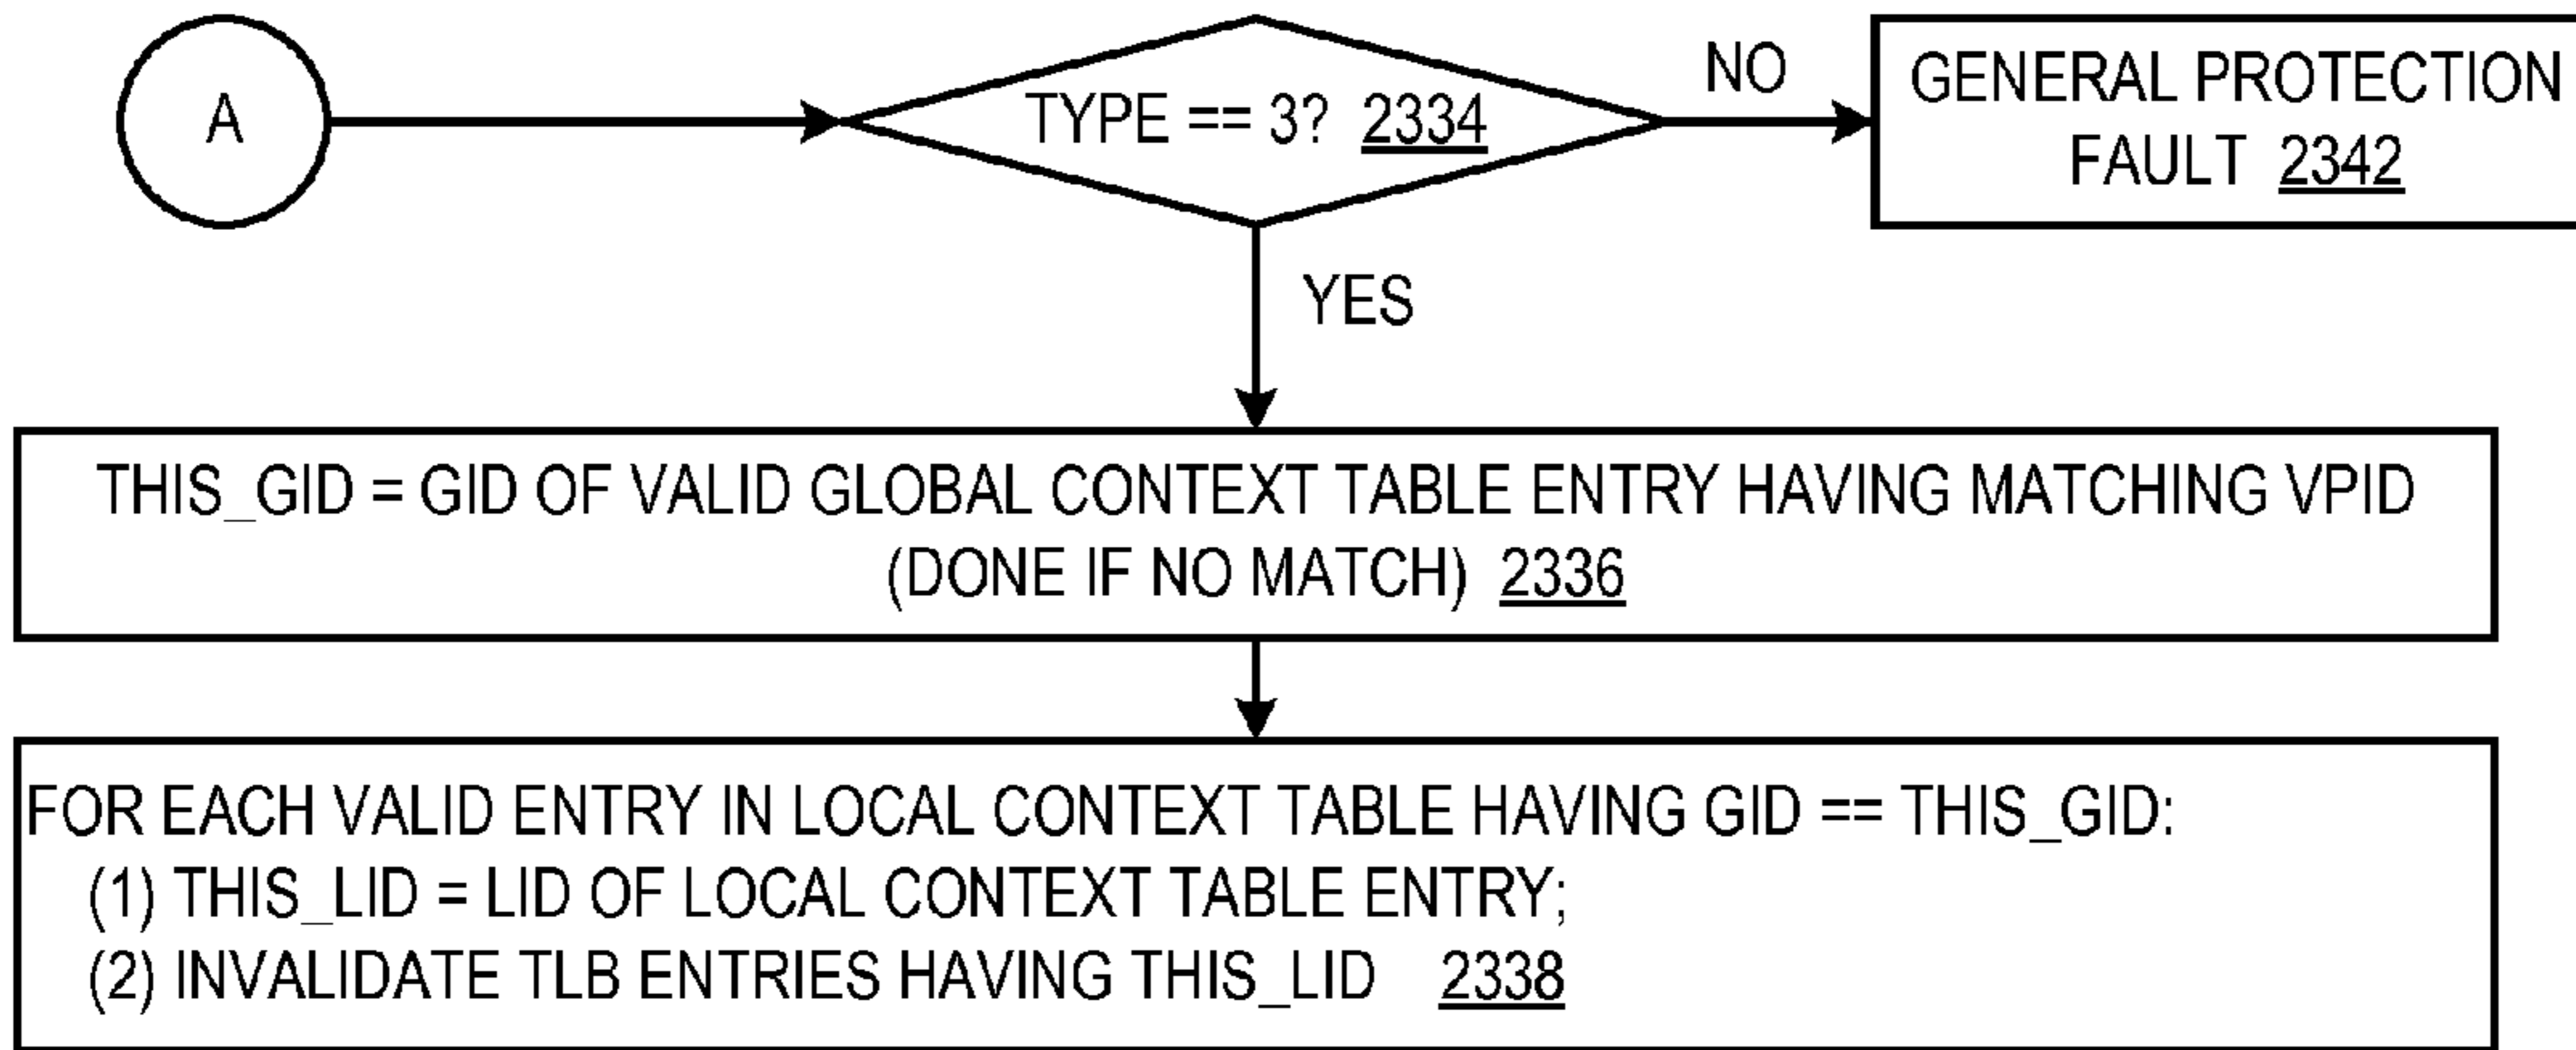 A
TYPE == 3? 2334
NO
GENERAL PROTECTION
FAULT 2342
YES
THIS_GID = GID OF VALID GLOBAL CONTEXT TABLE ENTRY HAVING MATCHING VPID
(DONE IF NO MATCH) 2336
FOR EACH VALID ENTRY IN LOCAL CONTEXT TABLE HAVING GID == THIS_GID:
(1) THIS_LID = LID OF LOCAL CONTEXT TABLE ENTRY;
(2) INVALIDATE TLB ENTRIES HAVING THIS_LID 2338